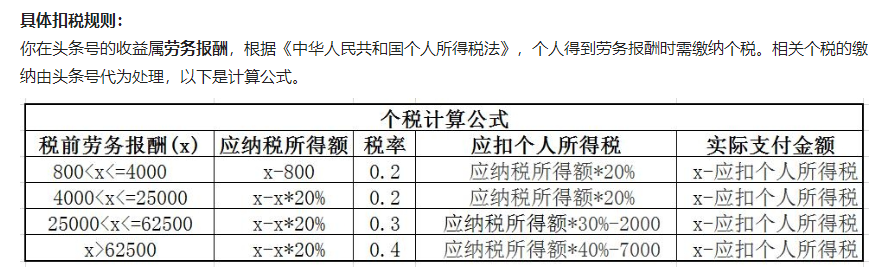 具体扣税规则：
你在头条号的收益属劳务报酬，根据《中华人民共和国个人所得税法》，个人得到劳务报酬时需缴纳个税。相关个税的缴
纳由头条号代为处理，以下是计算公式。
个税计算公式
税前劳务报酬(x) 应纳税所得额 税率 应扣个人所得税 实际支付金额
800<x<=4000 x-800 0.2 应纳税所得额*20% x-应扣个人所得税
4000<x<=25000 x-x*20% 0.2 应纳税所得额*20% x-应扣个人所得税
25000<x<=62500 x-x*20% 0.3 应纳税所得额*30%-2000 x-应扣个人所得税
x>62500 x-x*20% 0.4 应纳税所得额*40%-7000 x-应扣个人所得税